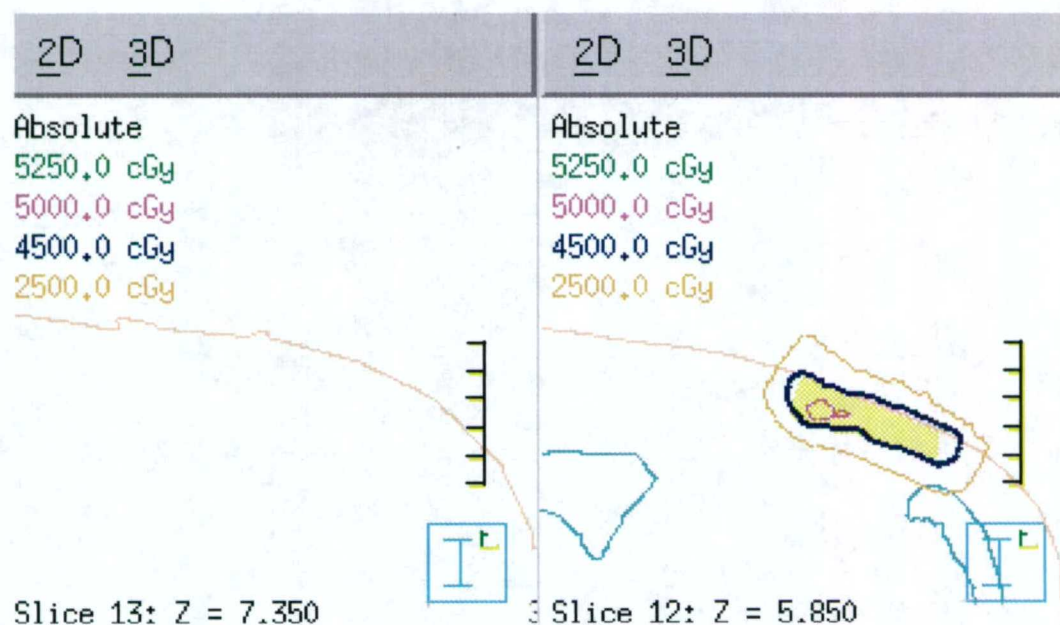 2D 3D
Absolute
5250.0 cGy
5000.0 cGy
4500.0 cGy
2500.0 cGy
Slice 13: Z = 7.350
2D 3D
Absolute
5250.0 cGy
5000.0 cGy
4500.0 cGy
2500.0 cGy
Slice 12: Z = 5.850